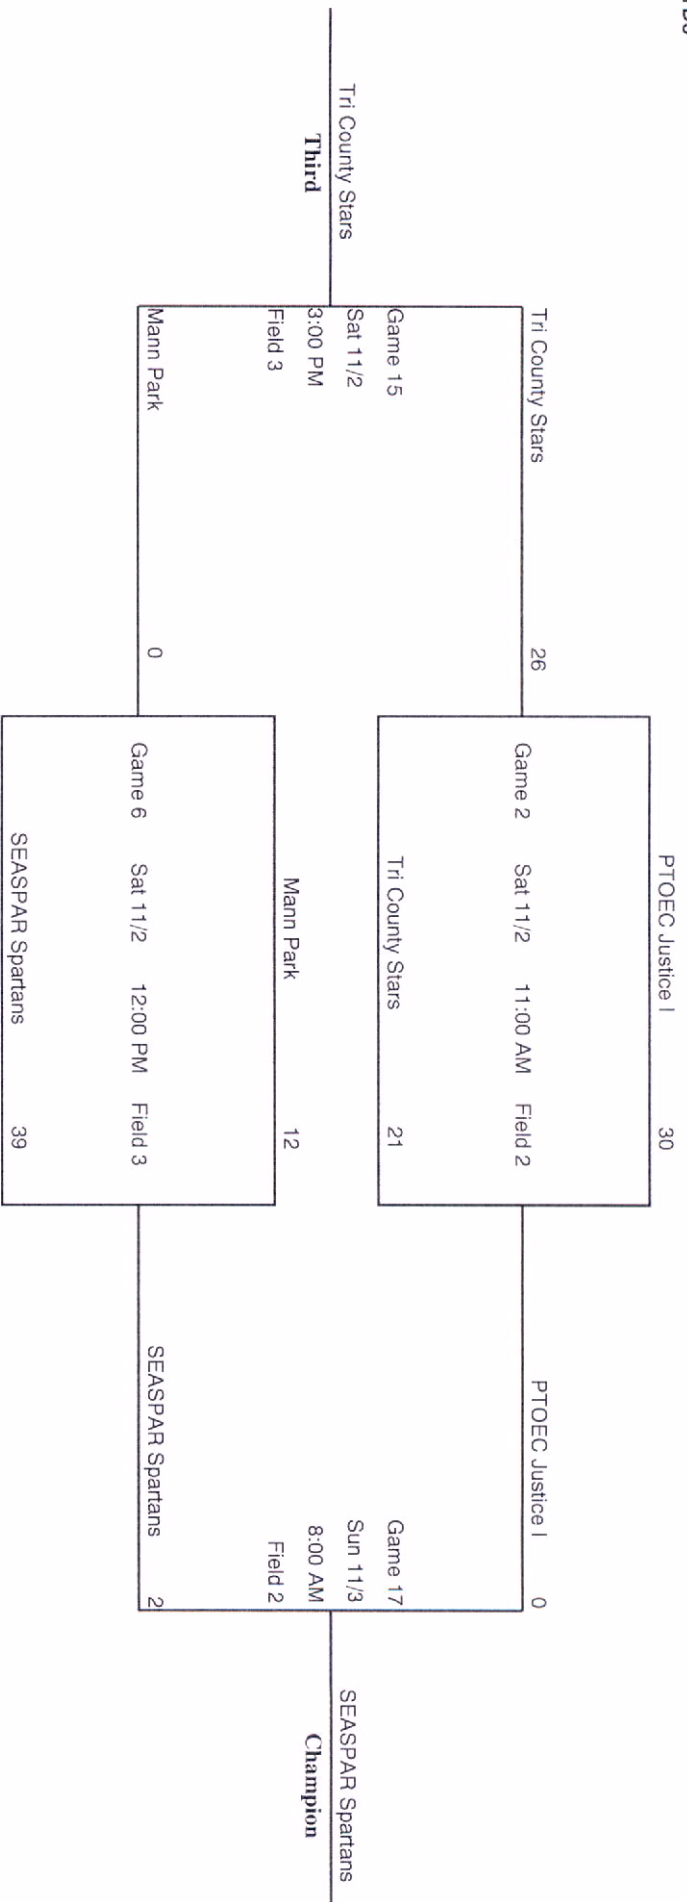 PTOEC Justice I 30
Tri County Stars 26
Game 2 Sat 11/2 11:00 AM Field 2
PTOEC Justice I 0
Tri County Stars 21
Game 15
Sat 11/2
3:00 PM
Field 3
Game 17
Sun 11/3
8:00 AM
Field 2
Tri County Stars
Third
SEASPAR Spartans
Champion
Mann Park 12
Mann Park 0
Game 6 Sat 11/2 12:00 PM Field 3
SEASPAR Spartans 2
SEASPAR Spartans 39